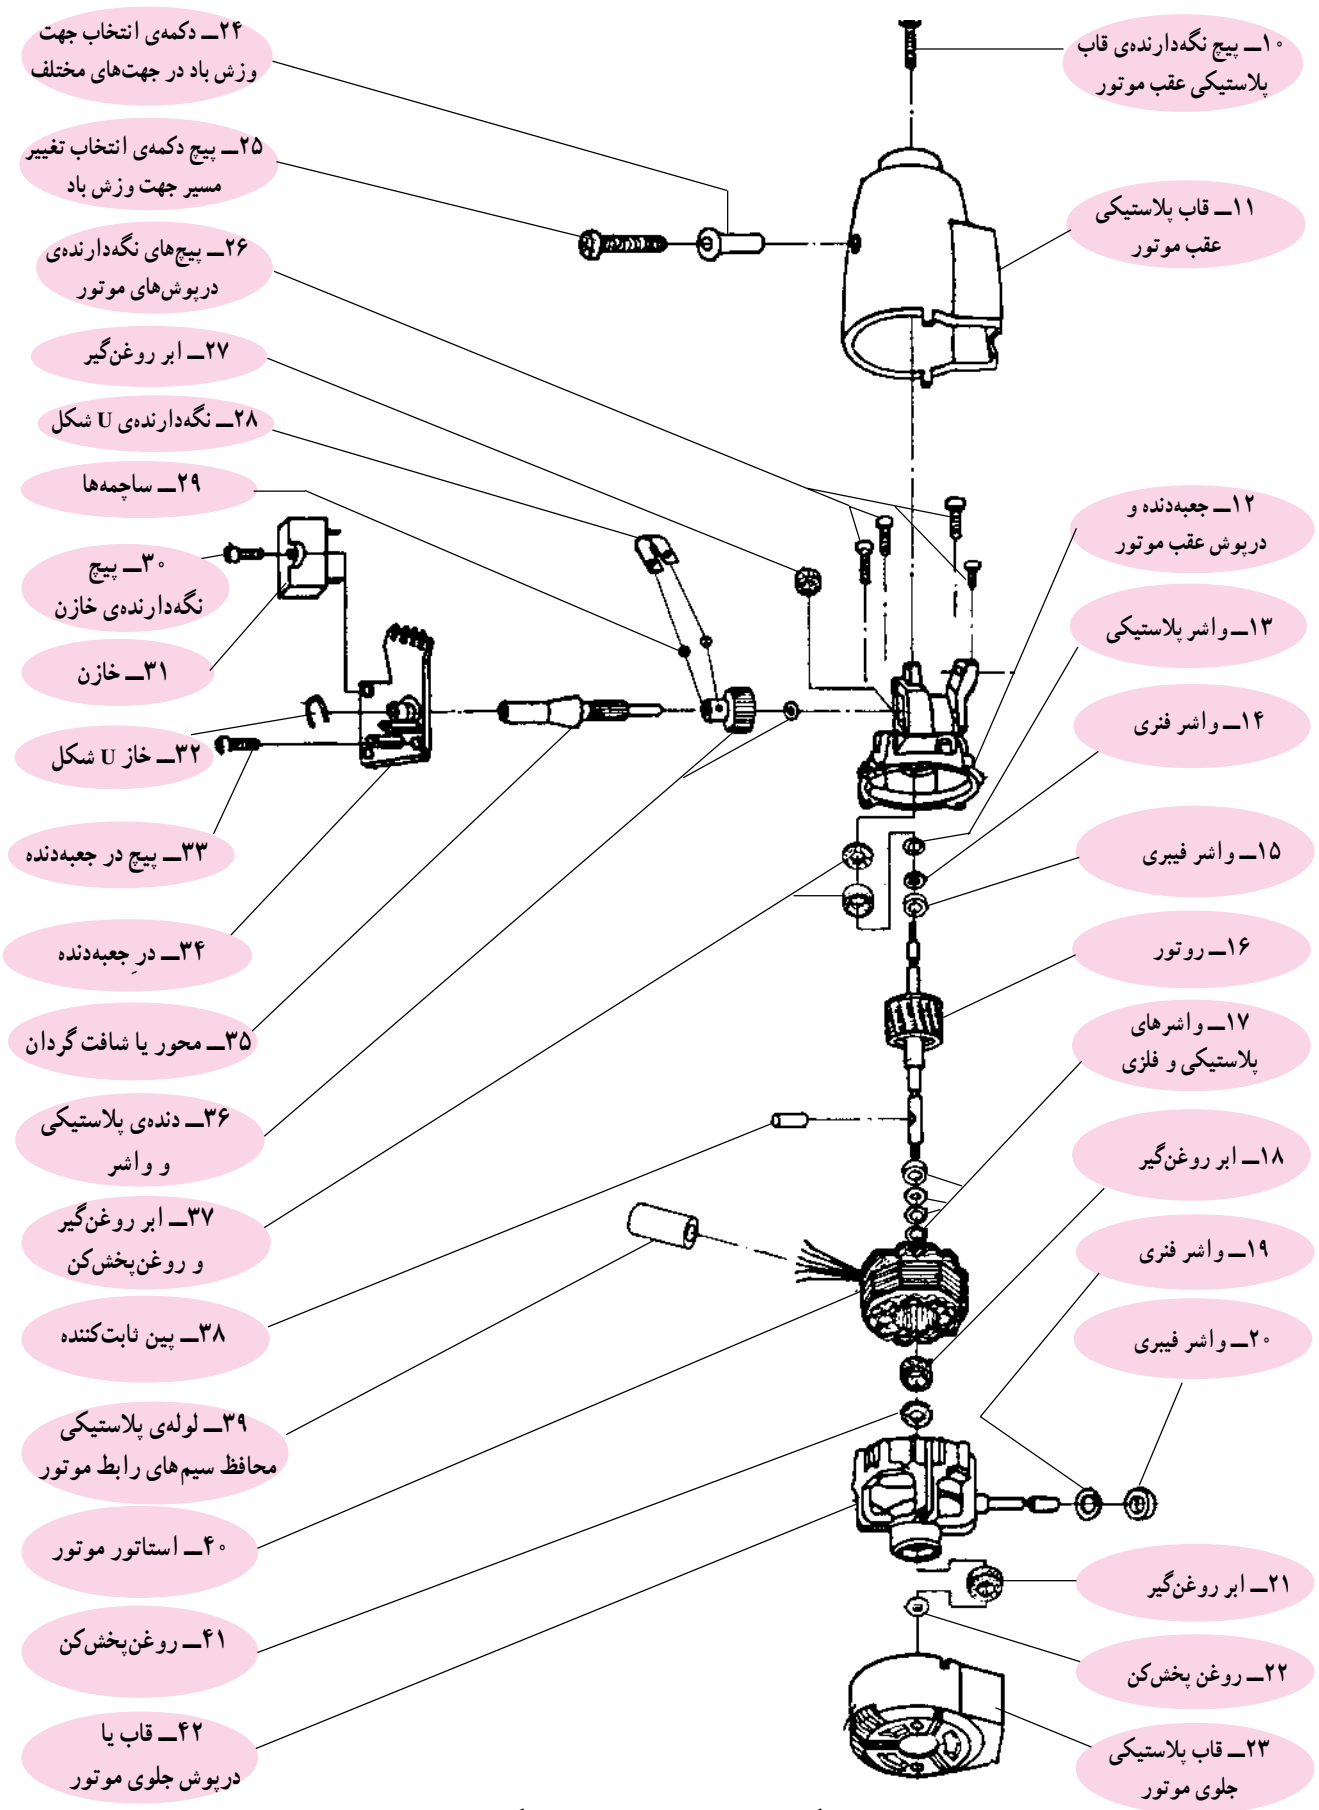 ۱۰ــ پیچ نگه‌دارنده‌ی قاب
پلاستیکی عقب موتور
۱۱ــ قاب پلاستیکی
عقب موتور
۱۲ــ جعبه‌دنده و
درپوش عقب موتور
۱۳ــ واشر پلاستیکی
۱۴ــ واشر فنری
۱۵ــ واشر فیبری
۱۶ــ روتور
۱۷ــ واشرهای
پلاستیکی و فلزی
۱۸ــ ابر روغن‌گیر
۱۹ــ واشر فنری
۲۰ــ واشر فیبری
۲۱ــ ابر روغن‌گیر
۲۲ــ روغن پخش‌کن
۲۳ــ قاب پلاستیکی
جلوی موتور
۲۴ــ دکمه‌ی انتخاب جهت
وزش باد در جهت‌های مختلف
۲۵ــ پیچ دکمه‌ی انتخاب تغییر
مسیر جهت وزش باد
۲۶ــ پیچ‌های نگه‌دارنده‌ی
درپوش‌های موتور
۲۷ــ ابر روغن‌گیر
۲۸ــ نگه‌دارنده‌ی U شکل
۲۹ــ ساچمه‌ها
۳۰ــ پیچ
نگه‌دارنده‌ی خازن
۳۱ــ خازن
۳۲ــ خاز U شکل
۳۳ــ پیچ در جعبه‌دنده
۳۴ــ درِ جعبه‌دنده
۳۵ــ محور یا شافت گردان
۳۶ــ دنده‌ی پلاستیکی
و واشر
۳۷ــ ابر روغن‌گیر
و روغن‌پخش‌کن
۳۸ــ پین ثابت‌کننده
۳۹ــ لوله‌ی پلاستیکی
محافظ سیم‌های رابط موتور
۴۰ــ استاتور موتور
۴۱ــ روغن‌پخش‌کن
۴۲ــ قاب یا
درپوش جلوی موتور